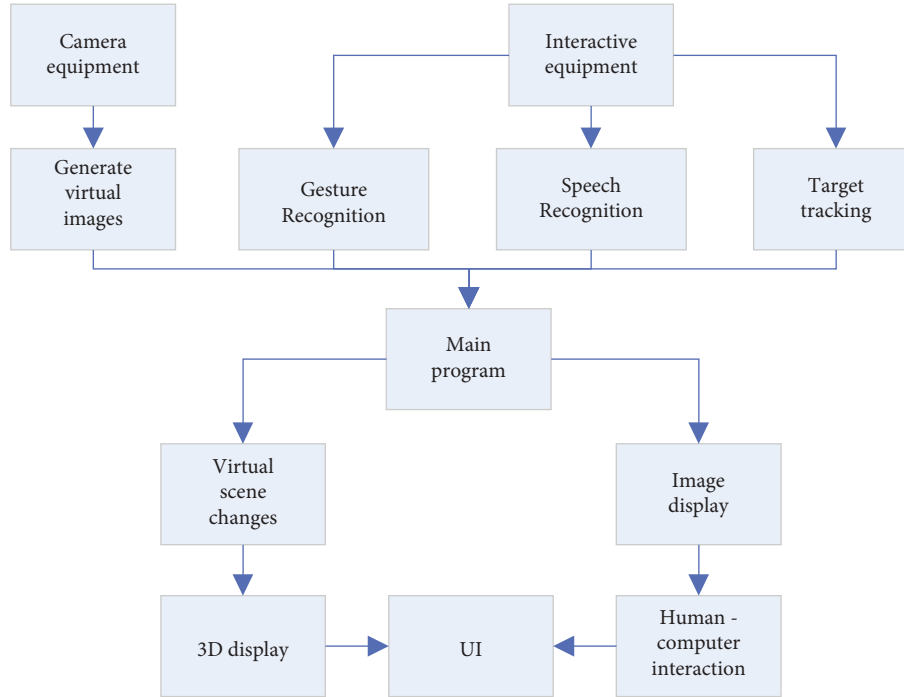 Camera
equipment
Interactive
equipment
Generate
virtual
images
Gesture
Recognition
Speech
Recognition
Target
tracking
Main
program
Virtual
scene
changes
Image
display
3D display
UI
Human -
computer
interaction